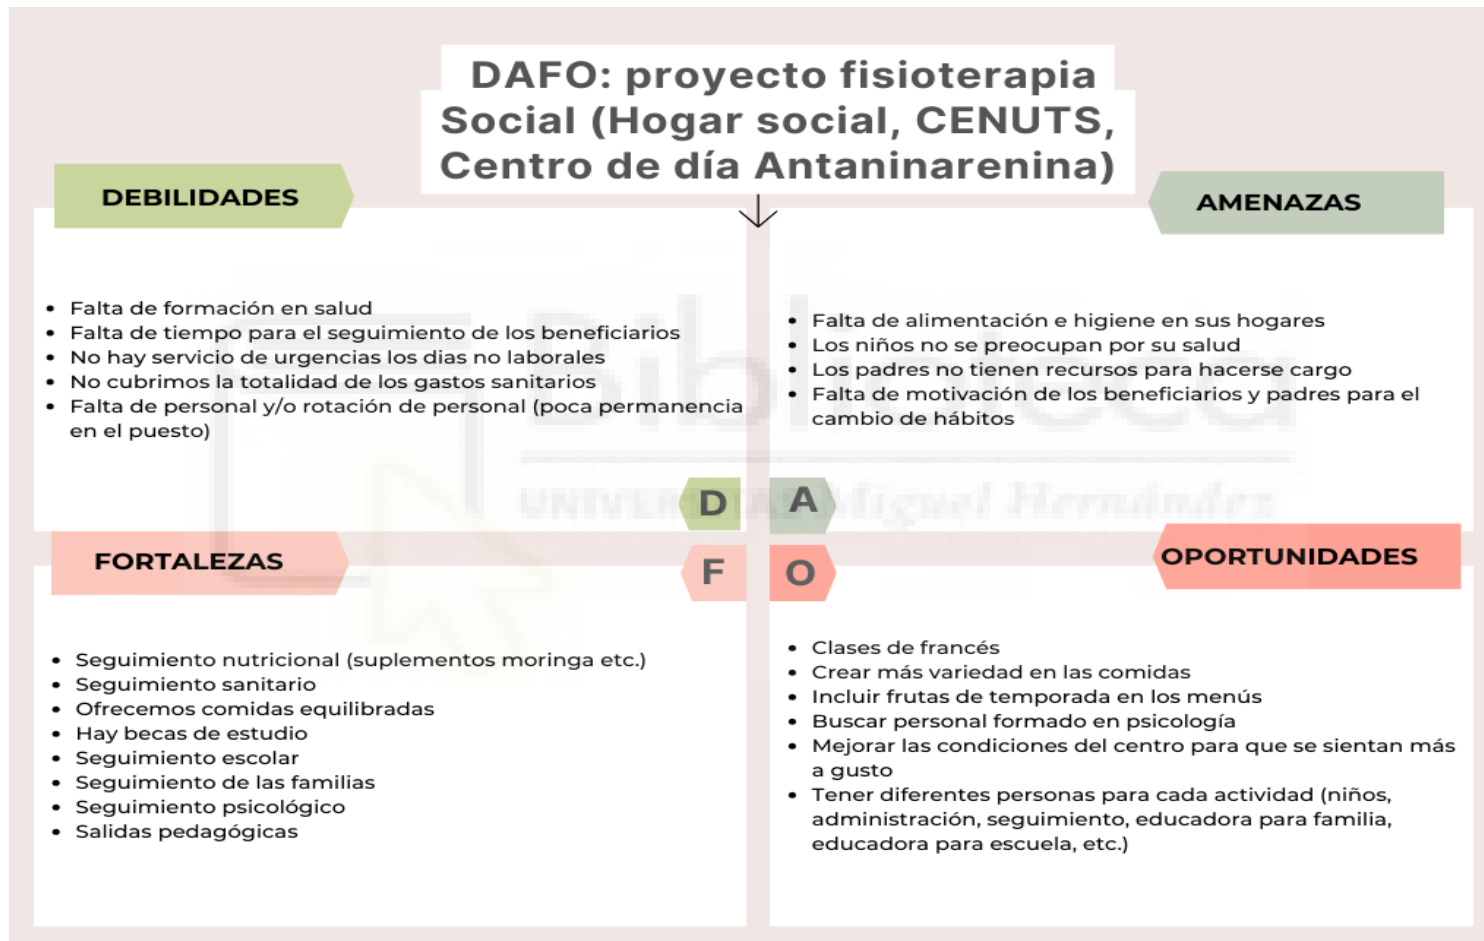 DAFO: proyecto fisioterapia
Social (Hogar social, CENUTS,
Centro de día Antaninarenina)
DEBILIDADES
• Falta de formación en salud
• Falta de tiempo para el seguimiento de los beneficiarios
• No hay servicio de urgencias los dias no laborales
• No cubrimos la totalidad de los gastos sanitarios
• Falta de personal y/o rotación de personal (poca permanencia
en el puesto)
AMENAZAS
• Falta de alimentación e higiene en sus hogares
• Los niños no se preocupan por su salud
• Los padres no tienen recursos para hacerse cargo
• Falta de motivación de los beneficiarios y padres para el
cambio de hábitos
Biblioteca
UNIVERSITAS Miguel Hernández
D
A
F
O
FORTALEZAS
• Seguimiento nutricional (suplementos moringa etc.)
• Seguimiento sanitario
• Ofrecemos comidas equilibradas
• Hay becas de estudio
• Seguimiento escolar
• Seguimiento de las familias
• Seguimiento psicológico
• Salidas pedagógicas
OPORTUNIDADES
• Clases de francés
• Crear más variedad en las comidas
• Incluir frutas de temporada en los menús
• Buscar personal formado en psicología
• Mejorar las condiciones del centro para que se sientan más
a gusto
• Tener diferentes personas para cada actividad (niños,
administración, seguimiento, educadora para familia,
educadora para escuela, etc.)